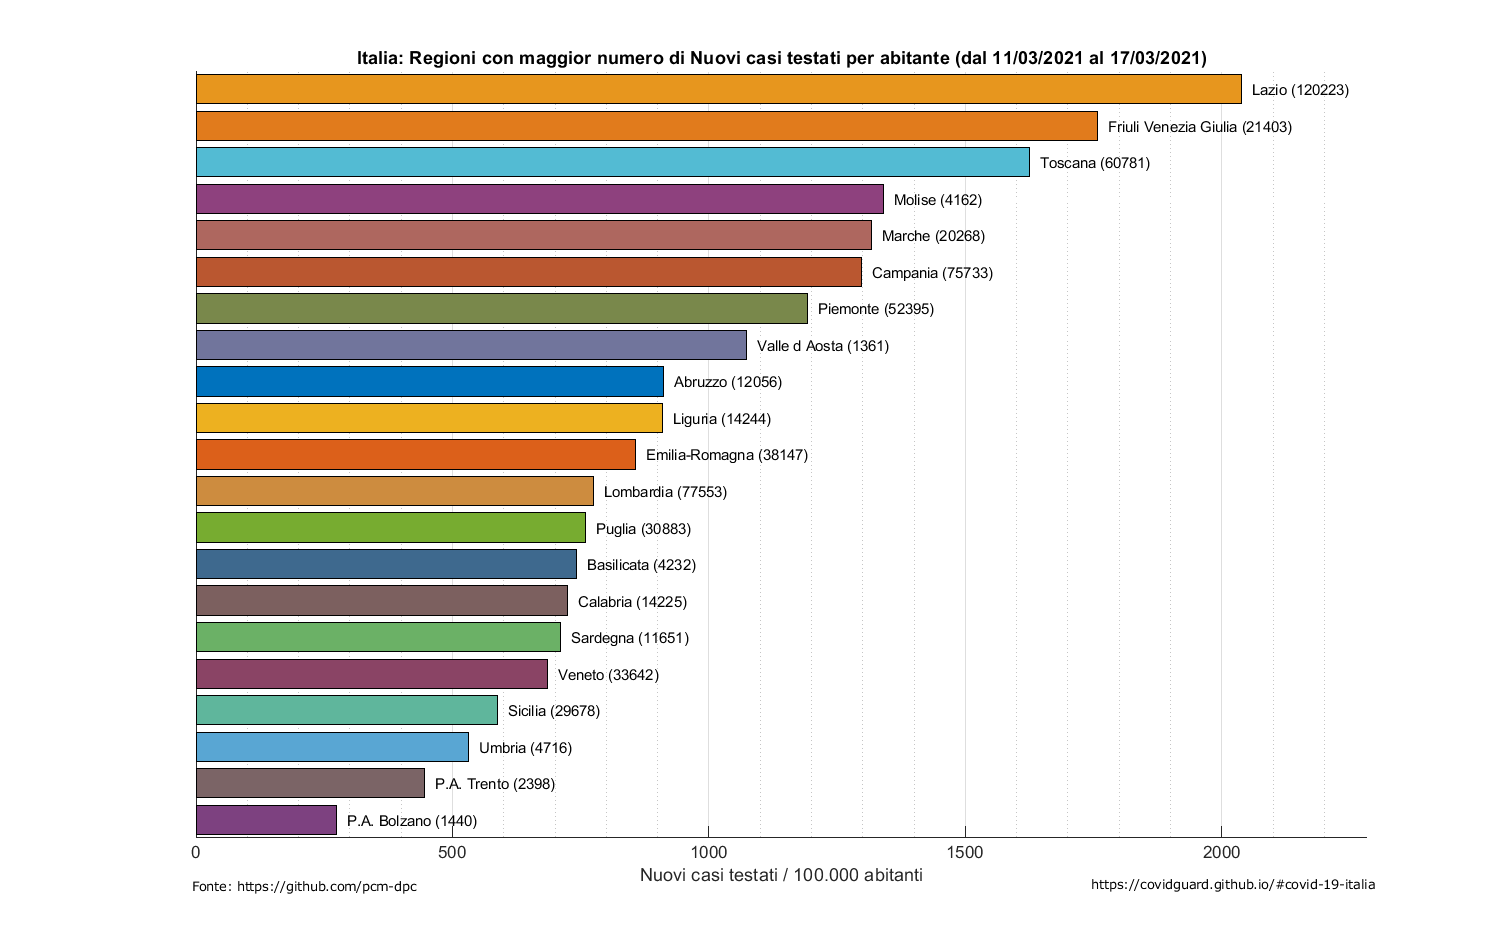 Italia: Regioni con maggior numero di Nuovi casi testati per abitante (dal 11/03/2021 al 17/03/2021)
Lazio (120223)
Friuli Venezia Giulia (21403)
Toscana (60781)
Molise (4162)
Marche (20268)
Campania (75733)
Piemonte (52395)
Valle d Aosta (1361)
Abruzzo (12056)
Liguria (14244)
Emilia-Romagna (38147)
Lombardia (77553)
Puglia (30883)
Basilicata (4232)
Calabria (14225)
Sardegna (11651)
Veneto (33642)
Sicilia (29678)
Umbria (4716)
P.A. Trento (2398)
P.A. Bolzano (1440)
0 500 1000 1500 2000
Nuovi casi testati / 100.000 abitanti
Fonte: https://github.com/pcm-dpc
https://covidguard.github.io/#covid-19-italia